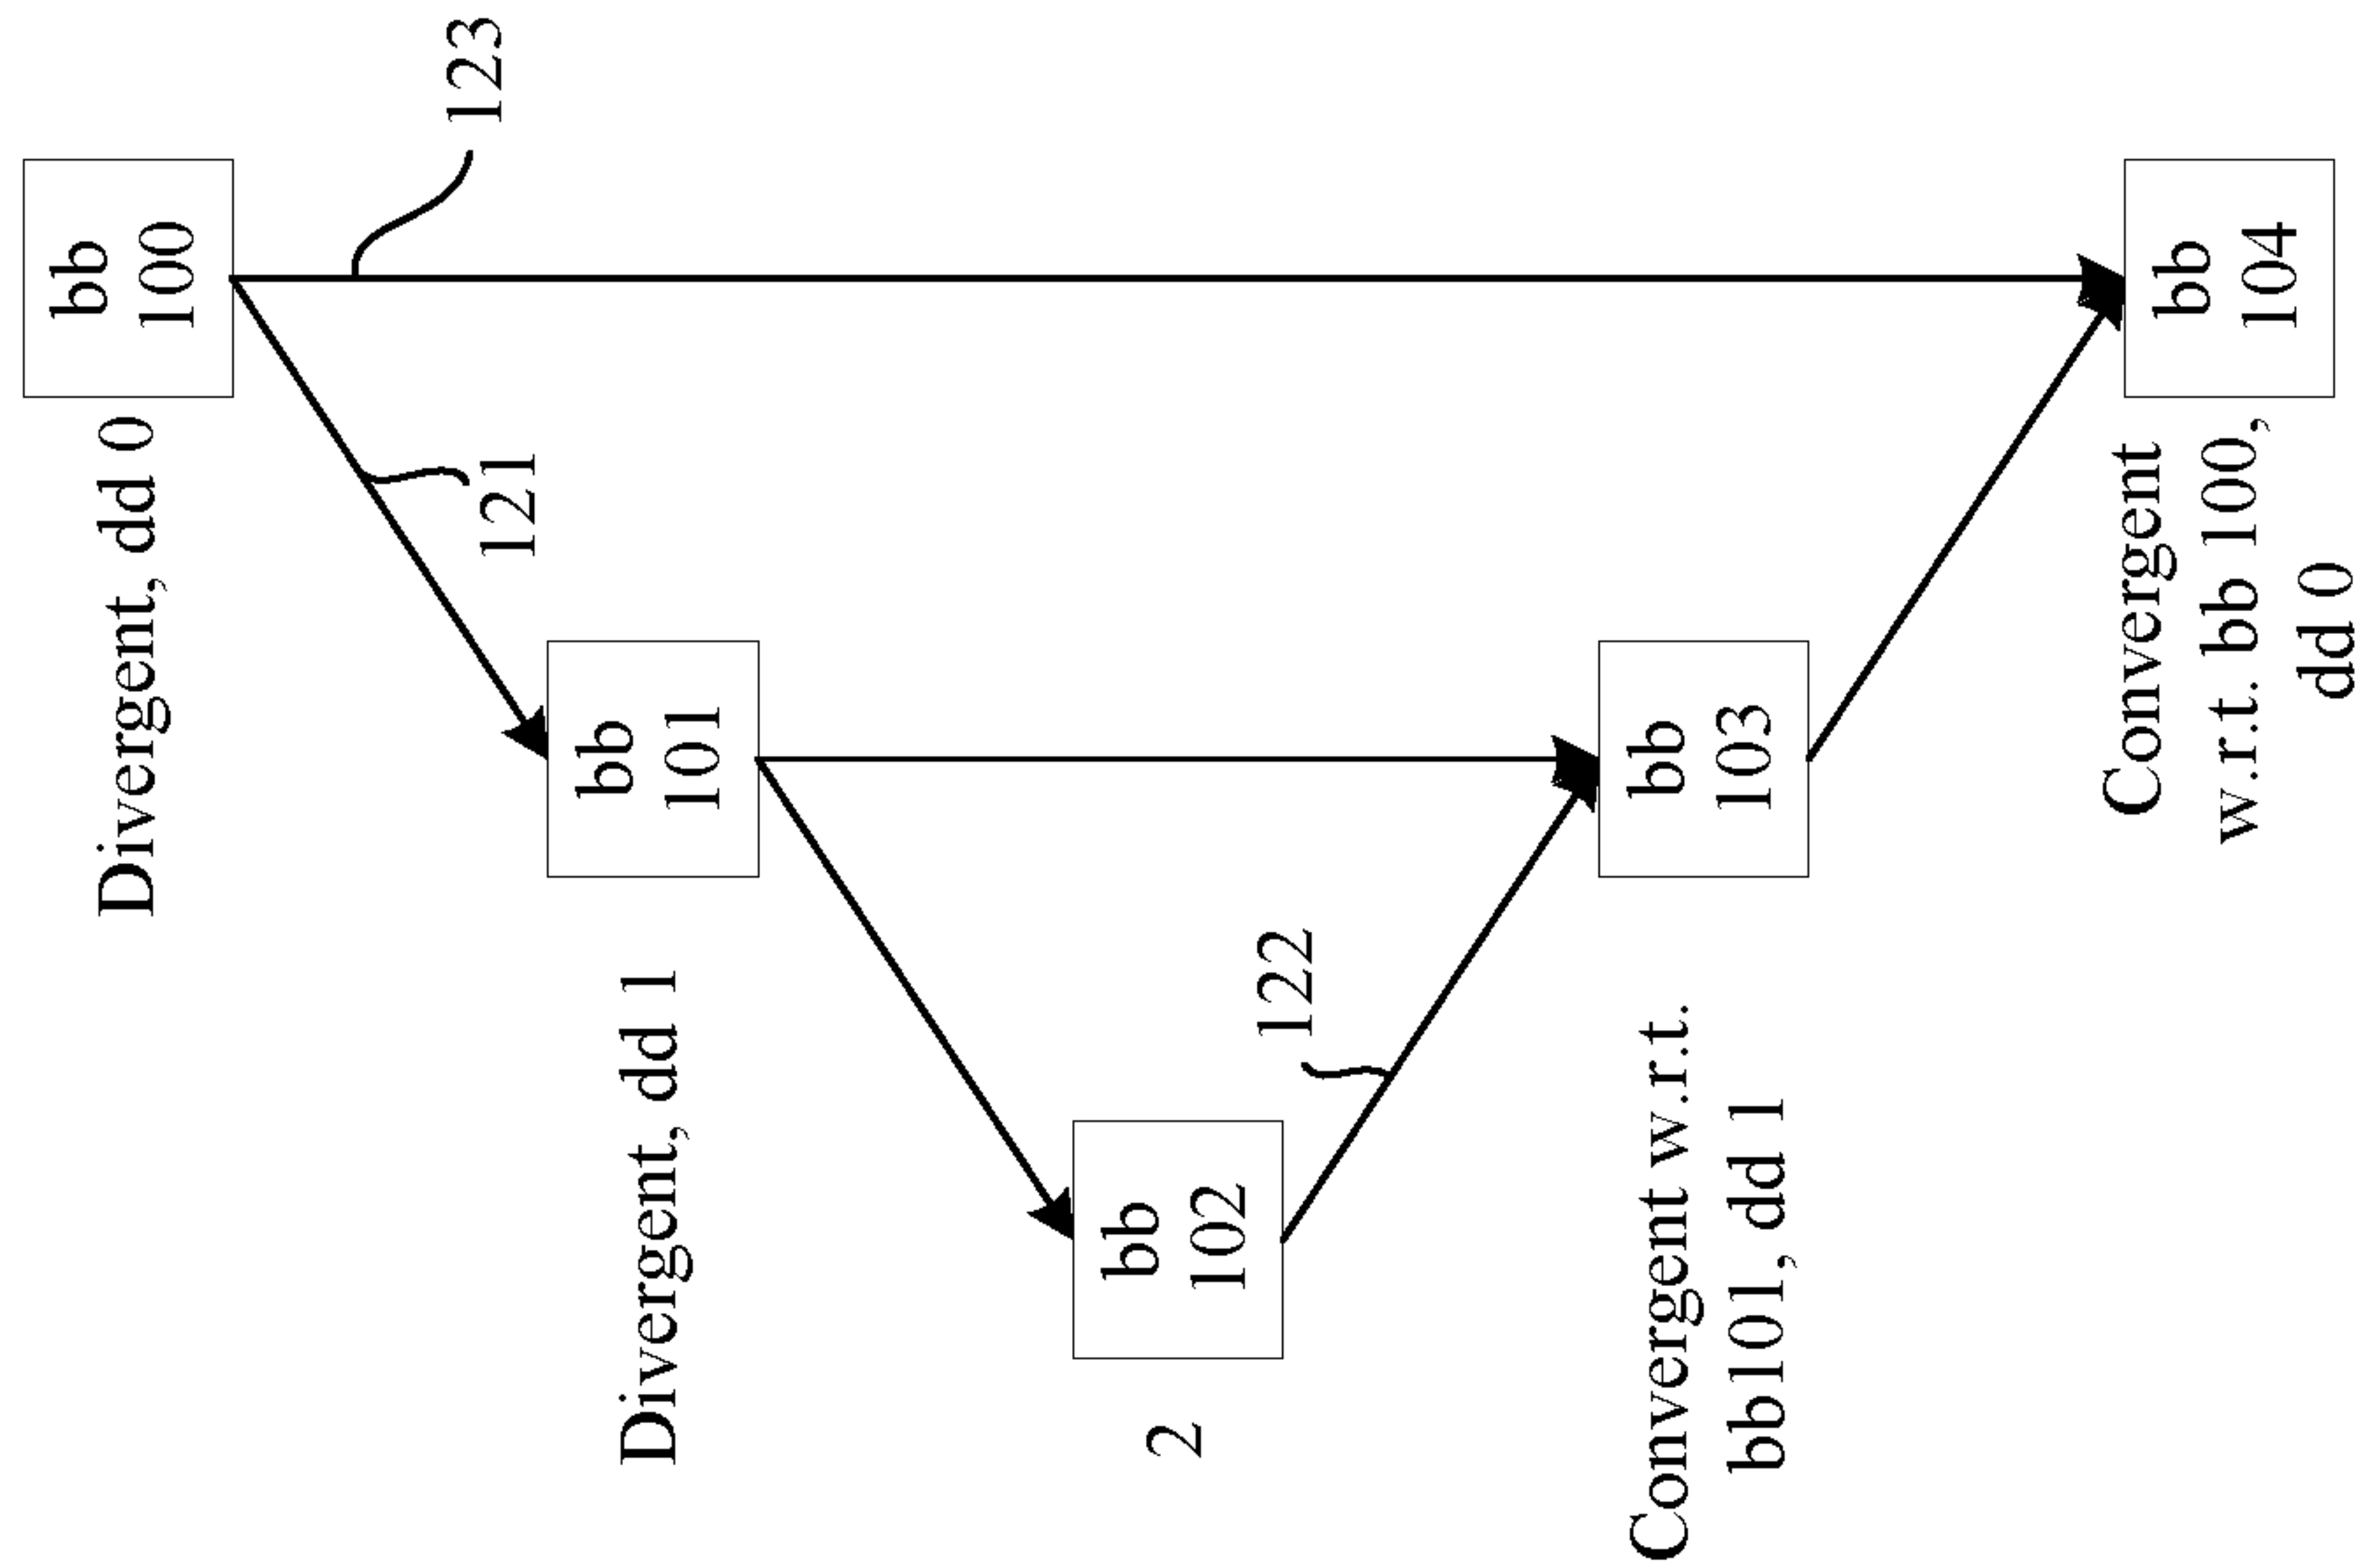 123
bb
100
Divergent, dd 0
121
bb
101
Divergent, dd 1
bb
102
2
122
bb
103
Convergent w.r.t.
bb101, dd 1
bb
104
Convergent
w.r.t. bb 100,
dd 0